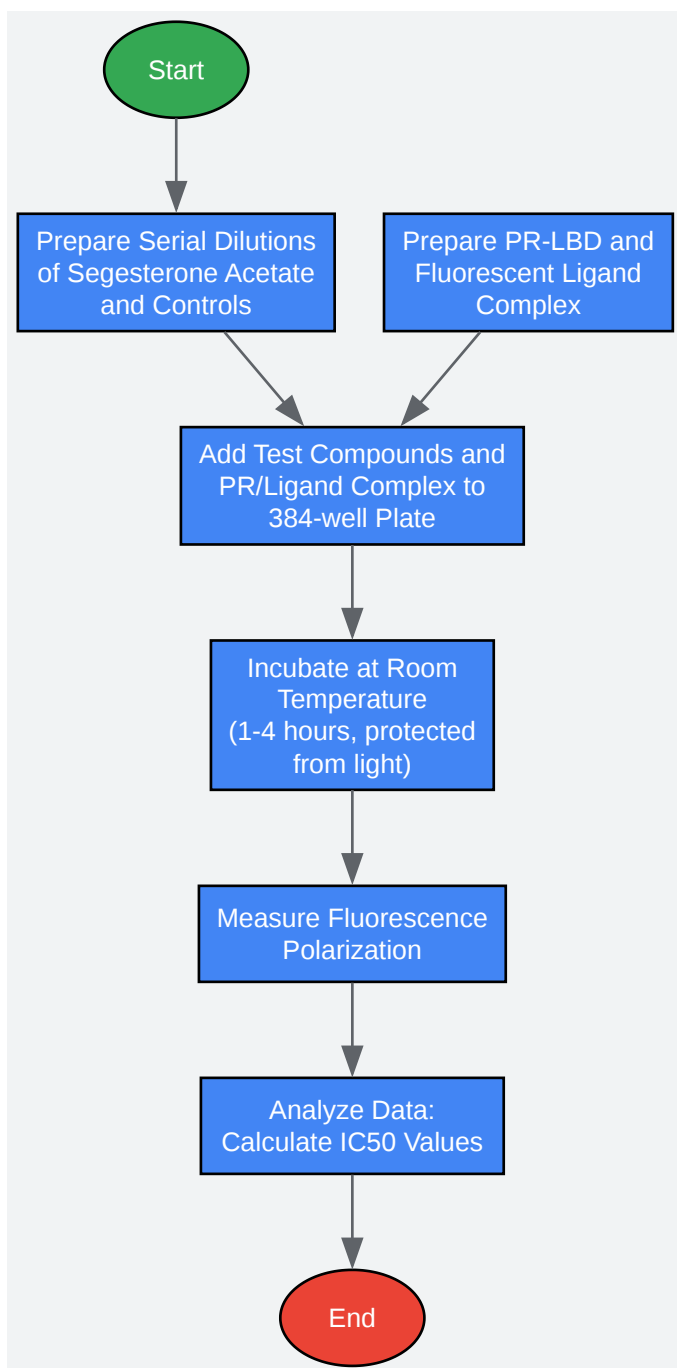 Start
Prepare Serial Dilutions
of Segesterone Acetate
and Controls
Prepare PR-LBD and
Fluorescent Ligand
Complex
Add Test Compounds and
PR/Ligand Complex to
384-well Plate
Incubate at Room
Temperature
(1-4 hours, protected
from light)
Measure Fluorescence
Polarization
Analyze Data:
Calculate IC50 Values
End